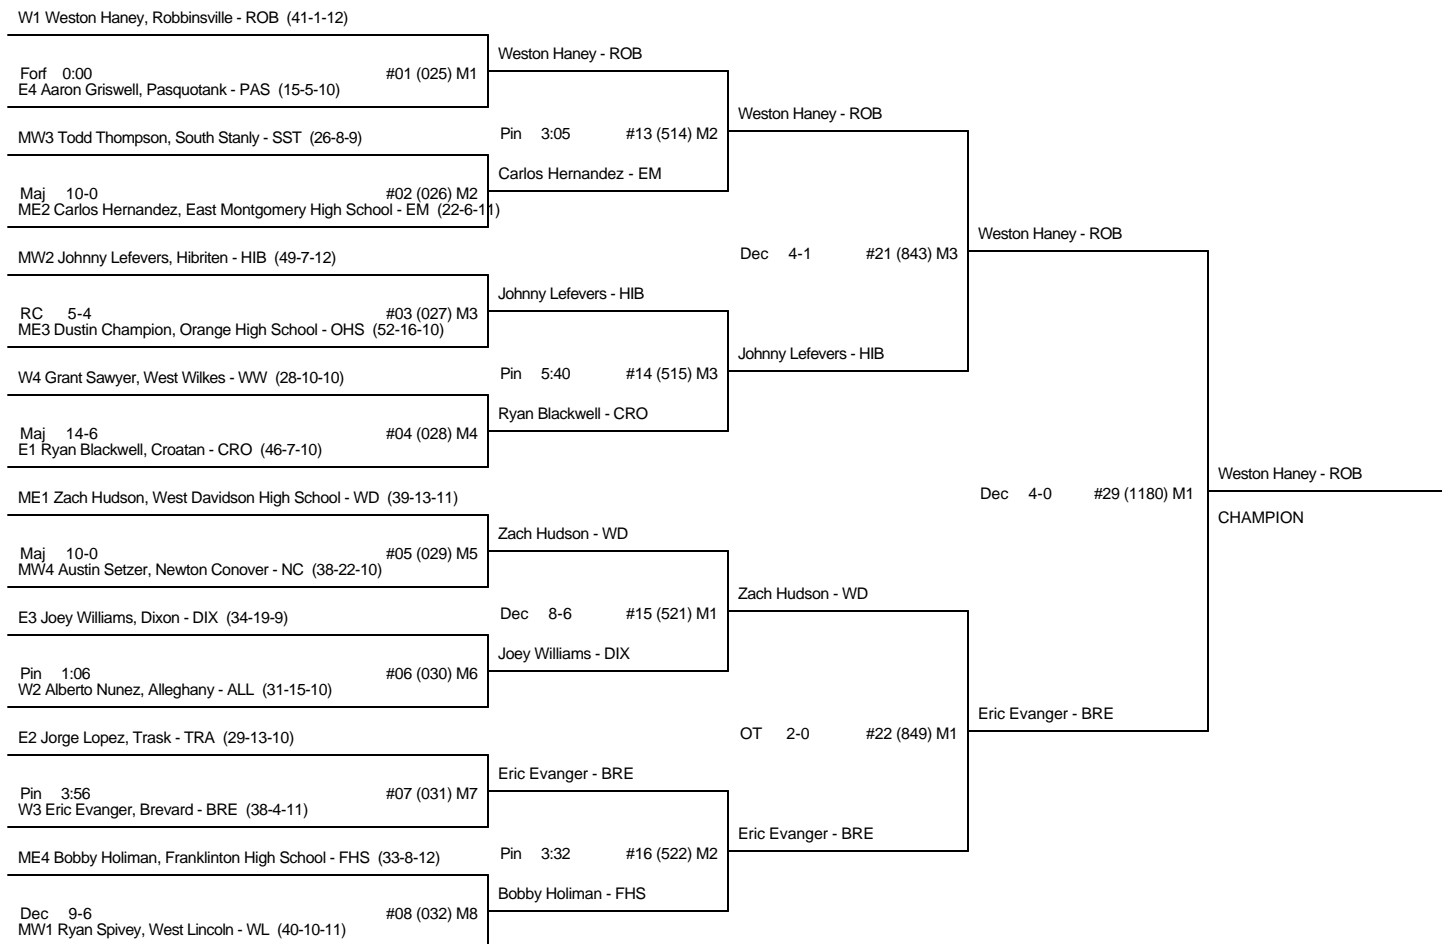 W1 Weston Haney, Robbinsville - ROB (41-1-12)
Weston Haney - ROB
Forf 0:00 #01 (025) M1
E4 Aaron Griswell, Pasquotank - PAS (15-5-10)
Weston Haney - ROB
MW3 Todd Thompson, South Stanly - SST (26-8-9)
Pin 3:05 #13 (514) M2
Carlos Hernandez - EM
Maj 10-0 #02 (026) M2
ME2 Carlos Hernandez, East Montgomery High School - EM (22-6-11)
Weston Haney - ROB
MW2 Johnny Lefevers, Hibriten - HIB (49-7-12)
Dec 4-1 #21 (843) M3
Johnny Lefevers - HIB
RC 5-4 #03 (027) M3
ME3 Dustin Champion, Orange High School - OHS (52-16-10)
Johnny Lefevers - HIB
W4 Grant Sawyer, West Wilkes - WW (28-10-10)
Pin 5:40 #14 (515) M3
Ryan Blackwell - CRO
Maj 14-6 #04 (028) M4
E1 Ryan Blackwell, Croatan - CRO (46-7-10)
Weston Haney - ROB
ME1 Zach Hudson, West Davidson High School - WD (39-13-11)
Dec 4-0 #29 (1180) M1
CHAMPION
Zach Hudson - WD
Maj 10-0 #05 (029) M5
MW4 Austin Setzer, Newton Conover - NC (38-22-10)
Zach Hudson - WD
E3 Joey Williams, Dixon - DIX (34-19-9)
Dec 8-6 #15 (521) M1
Joey Williams - DIX
Pin 1:06 #06 (030) M6
W2 Alberto Nunez, Alleghany - ALL (31-15-10)
Eric Evanger - BRE
E2 Jorge Lopez, Trask - TRA (29-13-10)
OT 2-0 #22 (849) M1
Eric Evanger - BRE
Pin 3:56 #07 (031) M7
W3 Eric Evanger, Brevard - BRE (38-4-11)
Eric Evanger - BRE
ME4 Bobby Holiman, Franklinton High School - FHS (33-8-12)
Pin 3:32 #16 (522) M2
Bobby Holiman - FHS
Dec 9-6 #08 (032) M8
MW1 Ryan Spivey, West Lincoln - WL (40-10-11)